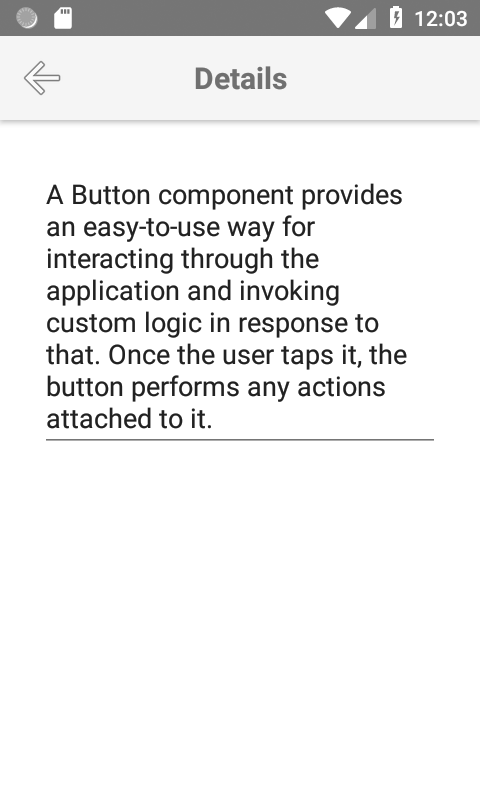 12:03
Details
A Button component provides
an easy-to-use way for
interacting through the
application and invoking
custom logic in response to
that. Once the user taps it, the
button performs any actions
attached to it.